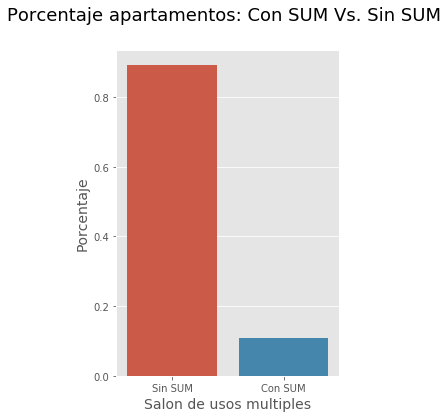 Porcentaje apartamentos: Con SUM Vs. Sin SUM
0.8
0.6
0.4
0.2
0.0
Porcentaje
Sin SUM Con SUM
Salon de usos multiples